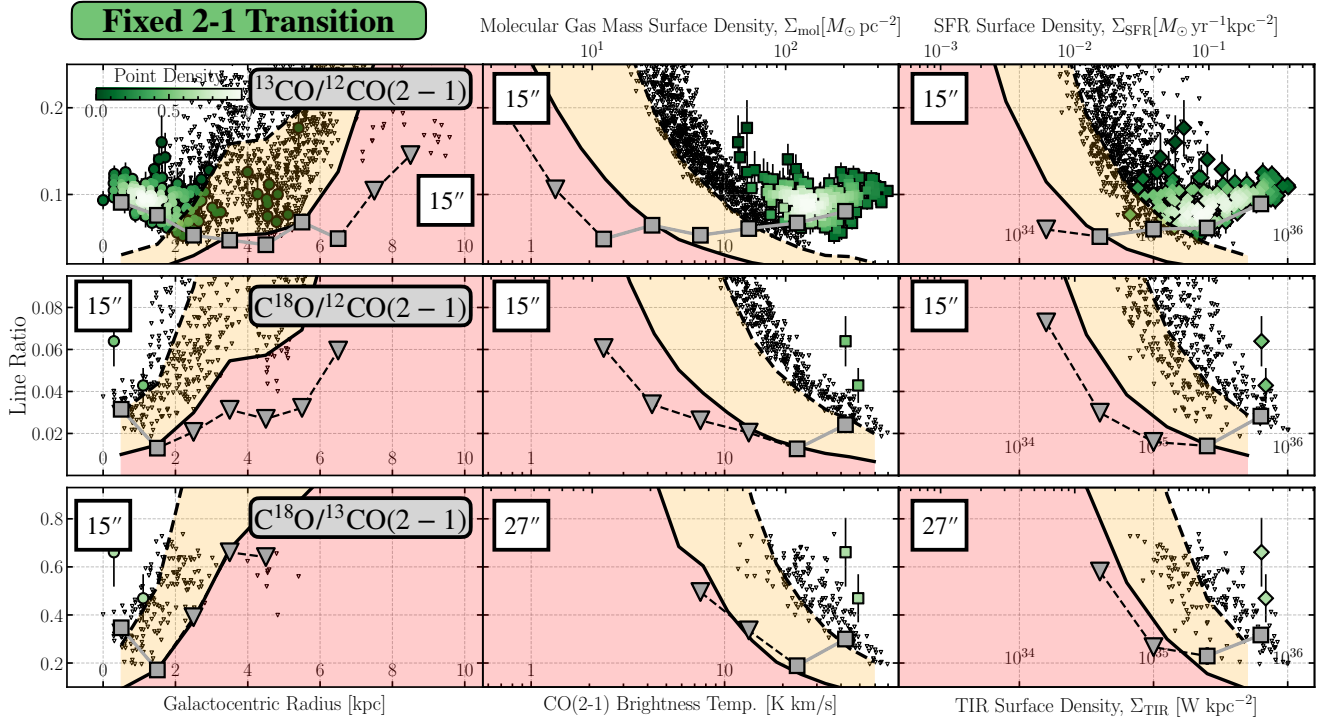 Fixed 2-1 Transition
Molecular Gas Mass Surface Density, Σmol[M⊙ pc⁻²]
SFR Surface Density, ΣSFR[M⊙ yr⁻¹kpc⁻²]
10¹ 10² 10⁻³ 10⁻² 10⁻¹
Point Density
0.0 0.5
¹³CO/¹²CO(2 − 1)
15″
15″
15″
0.2
0.1
0 2 4 6 8 10
1 10
10³⁴ 10³⁶
15″
C¹⁸O/¹²CO(2 − 1)
15″
15″
Line Ratio
0.08
0.06
0.04
0.02
0 2 4 6 8 10
1 10
10³⁴ 10³⁵ 10³⁶
15″
C¹⁸O/¹³CO(2 − 1)
27″
27″
0.8
0.6
0.4
0.2
0 2 4 6 8 10
1 10
10³⁴ 10³⁵ 10³⁶
Galactocentric Radius [kpc]
CO(2-1) Brightness Temp. [K km/s]
TIR Surface Density, ΣTIR [W kpc⁻²]